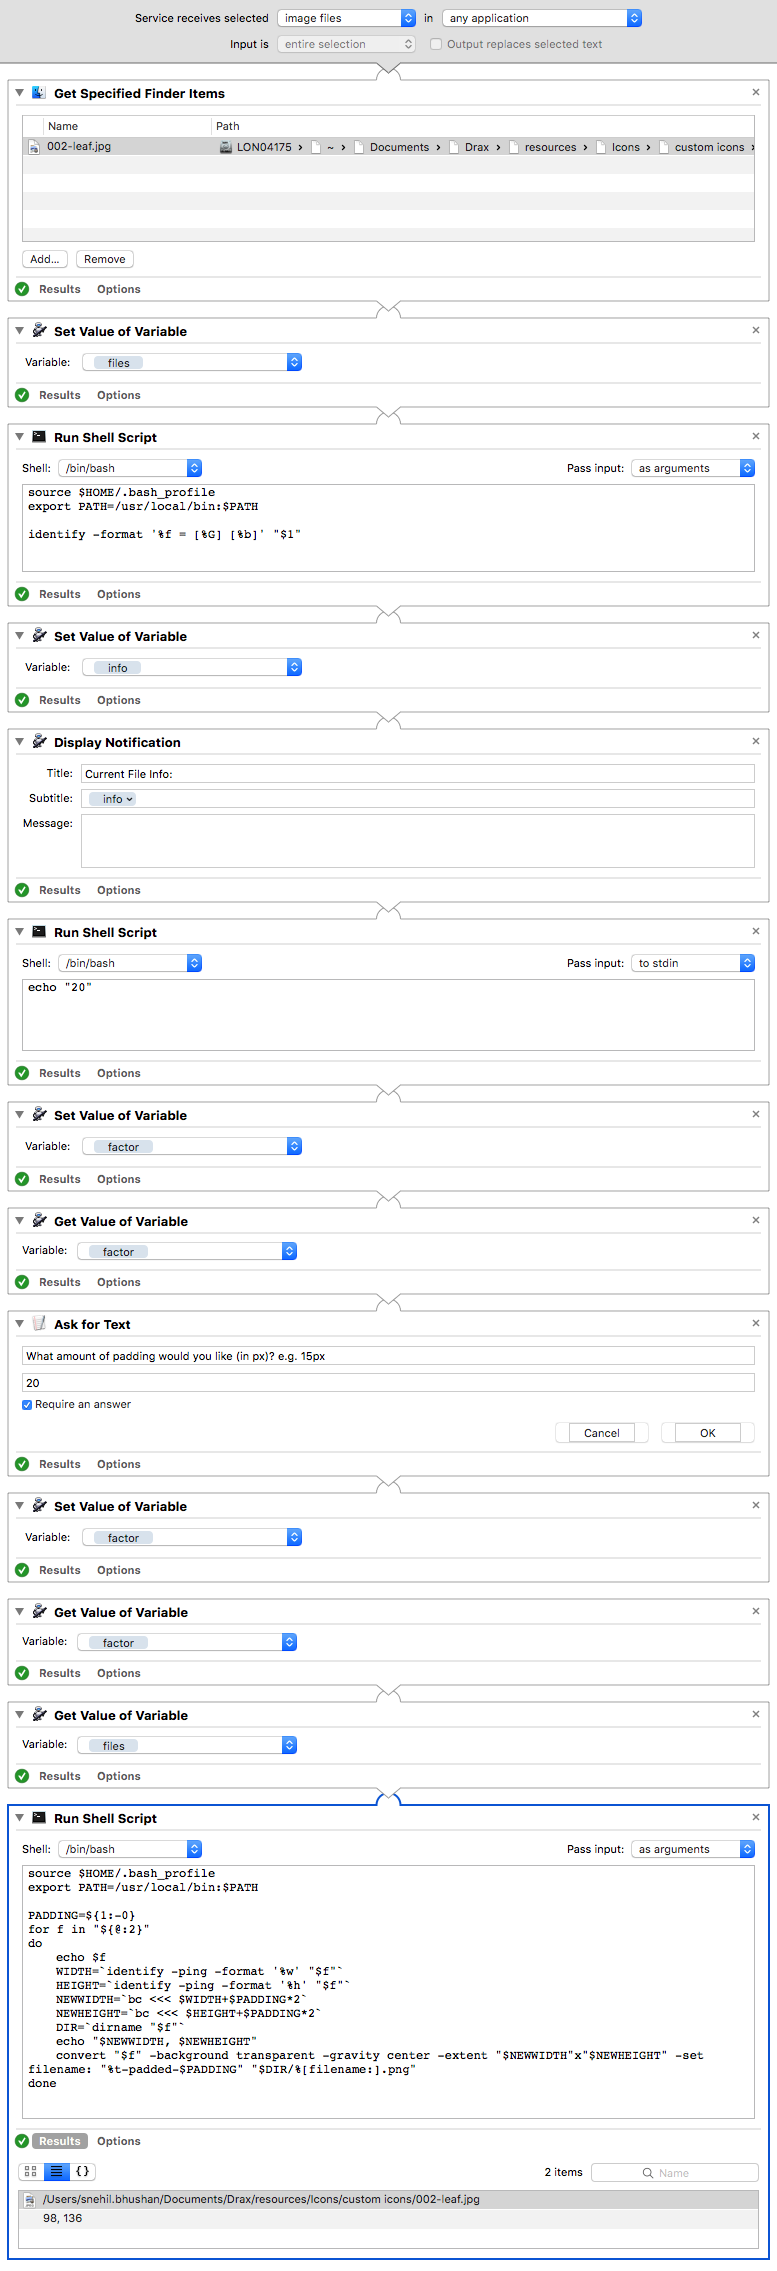 Service receives selected image files in any application
Input is entire selection Output replaces selected text
Get Specified Finder Items
Name Path
002-leaf.jpg LON04175 › ~ › Documents › Drax › resources › Icons › custom icons ›
Add... Remove
Results Options
Set Value of Variable
Variable: files
Results Options
Run Shell Script
Shell: /bin/bash Pass input: as arguments
source $HOME/.bash_profile
export PATH=/usr/local/bin:$PATH
identify -format '%f = [%G] [%b]' "$1"
Results Options
Set Value of Variable
Variable: info
Results Options
Display Notification
Title: Current File Info:
Subtitle: info
Message:
Results Options
Run Shell Script
Shell: /bin/bash Pass input: to stdin
echo "20"
Results Options
Set Value of Variable
Variable: factor
Results Options
Get Value of Variable
Variable: factor
Results Options
Ask for Text
What amount of padding would you like (in px)? e.g. 15px
20
Require an answer
Cancel OK
Results Options
Set Value of Variable
Variable: factor
Results Options
Get Value of Variable
Variable: factor
Results Options
Get Value of Variable
Variable: files
Results Options
Run Shell Script
Shell: /bin/bash Pass input: as arguments
source $HOME/.bash_profile
export PATH=/usr/local/bin:$PATH
PADDING=${1:-0}
for f in "${@:2}"
do
echo $f
WIDTH=`identify -ping -format '%w' "$f"`
HEIGHT=`identify -ping -format '%h' "$f"`
NEWWIDTH=`bc <<< $WIDTH+$PADDING*2`
NEWHEIGHT=`bc <<< $HEIGHT+$PADDING*2`
DIR=`dirname "$f"`
echo "$NEWWIDTH, $NEWHEIGHT"
convert "$f" -background transparent -gravity center -extent "$NEWWIDTH"x"$NEWHEIGHT" -set
filename: "%t-padded-$PADDING" "$DIR/%[filename:].png"
done
Results Options
{} 2 items Name
/Users/snehil.bhushan/Documents/Drax/resources/Icons/custom icons/002-leaf.jpg
98, 136